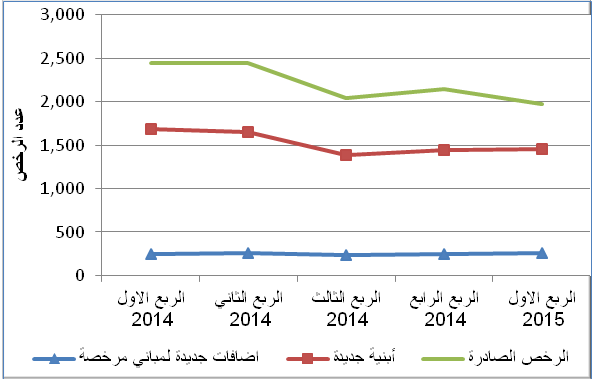 3,000
2,500
2,000
1,500
1,000
500
0
عدد الرخص
الربع الاول 2014
الربع الثاني 2014
الربع الثالث 2014
الربع الرابع 2014
الربع الاول 2015
اضافات جديدة لمباني مرخصة
أبنية جديدة
الرخص الصادرة